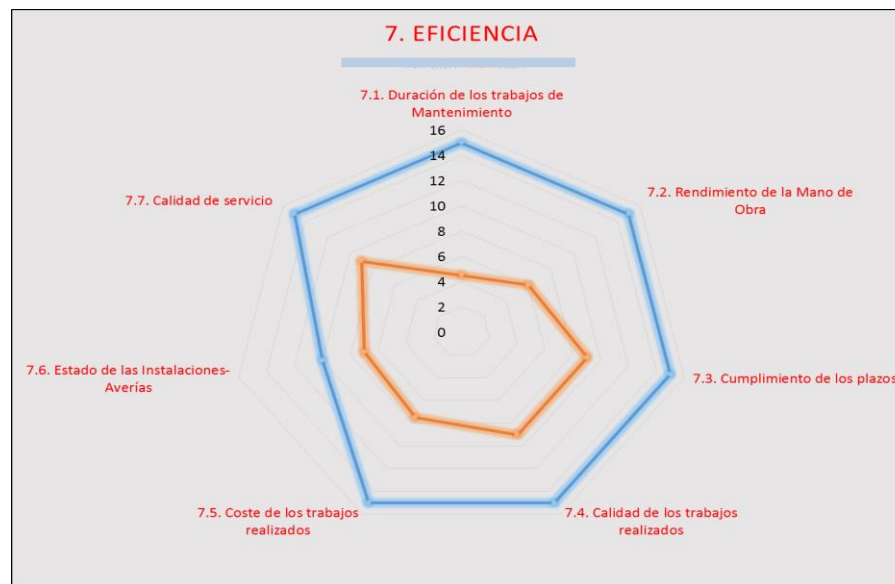 7. EFICIENCIA
7.1. Duración de los trabajos de
Mantenimiento
16
14
12
10
8
6
4
2
0
7.2. Rendimiento de la Mano de
Obra
7.3. Cumplimiento de los plazos
7.4. Calidad de los trabajos
realizados
7.5. Coste de los trabajos
realizados
7.6. Estado de las Instalaciones-
Averías
7.7. Calidad de servicio